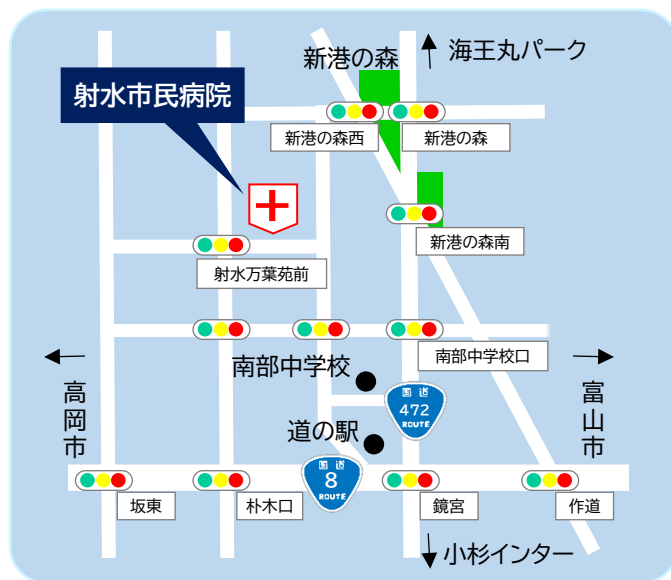 新港の森
海王丸パーク
射水市民病院
新港の森西
新港の森
新港の森南
射水万葉苑前
南部中学校口
南部中学校
高岡市
富山市
国道
472
ROUTE
道の駅
国道
8
ROUTE
坂東
朴木口
鏡宮
作道
小杉インター